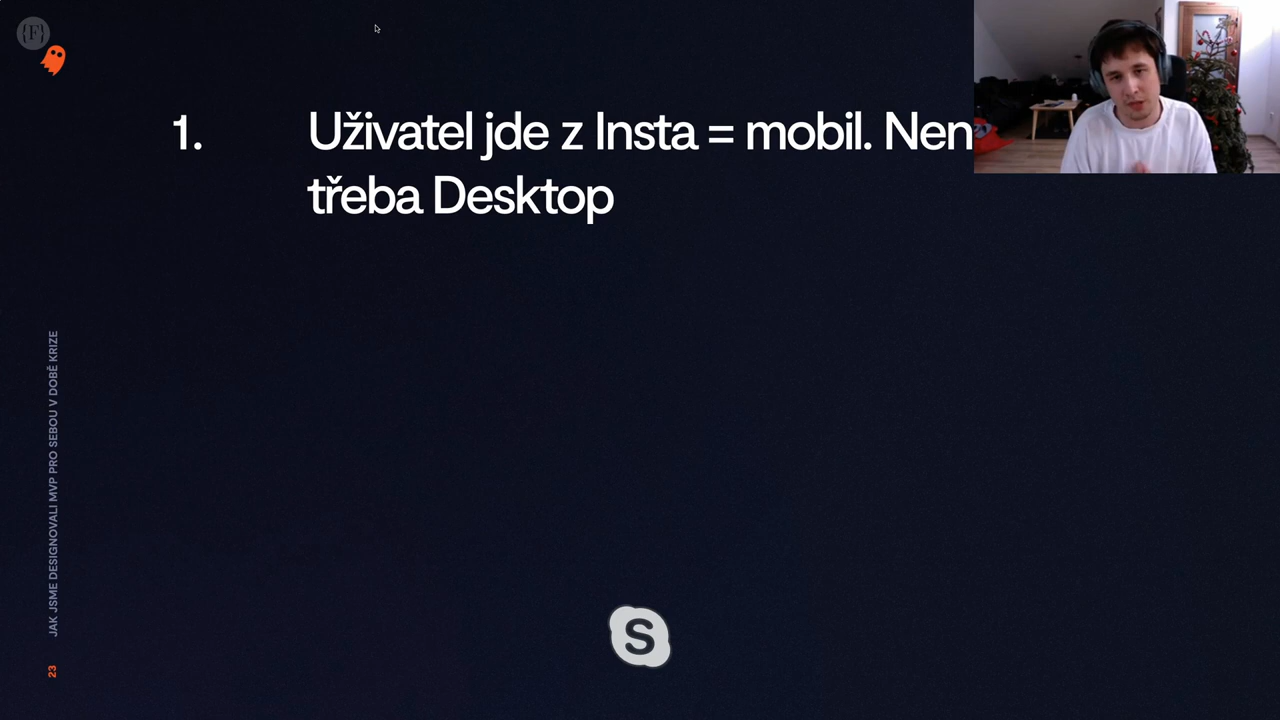 {F}
1. Uživatel jde z Insta = mobil. Nen
třeba Desktop
JAK JSME DESIGNOVALI MVP PRO SEBOU V DOBĚ KRIZE
23
S